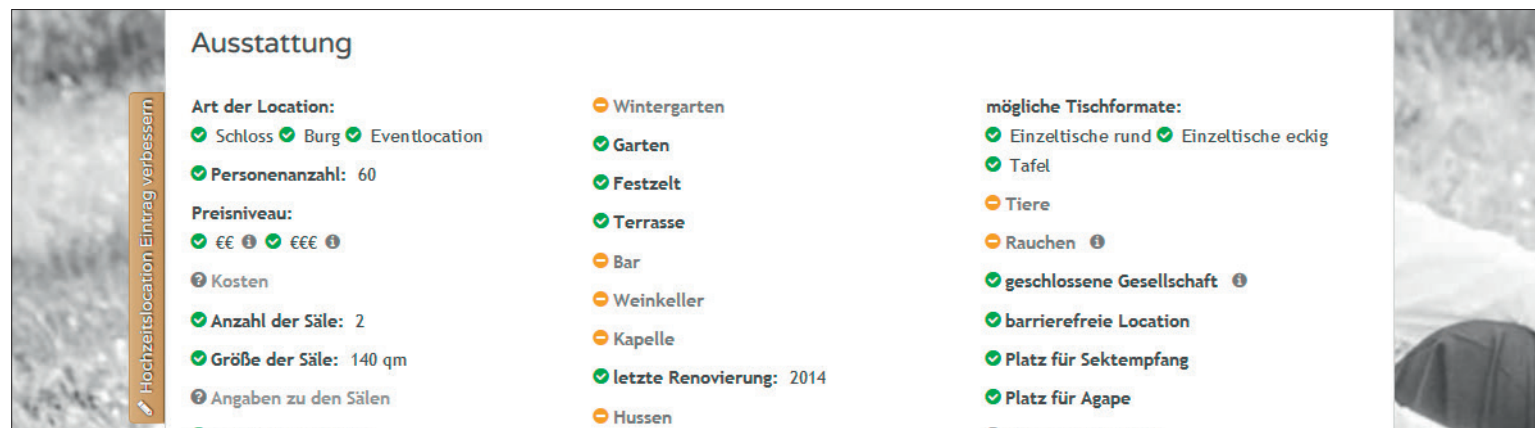 Ausstattung
Hochzeitslocation Eintrag verbessern
Art der Location:
Schloss Burg Eventlocation
Personenanzahl: 60
Preisniveau:
€€ €€€
Kosten
Anzahl der Säle: 2
Größe der Säle: 140 qm
Angaben zu den Sälen
Wintergarten
Garten
Festzelt
Terrasse
Bar
Weinkeller
Kapelle
letzte Renovierung: 2014
Hussen
mögliche Tischformate:
Einzeltische rund Einzeltische eckig
Tafel
Tiere
Rauchen
geschlossene Gesellschaft
barrierefreie Location
Platz für Sektempfang
Platz für Agape